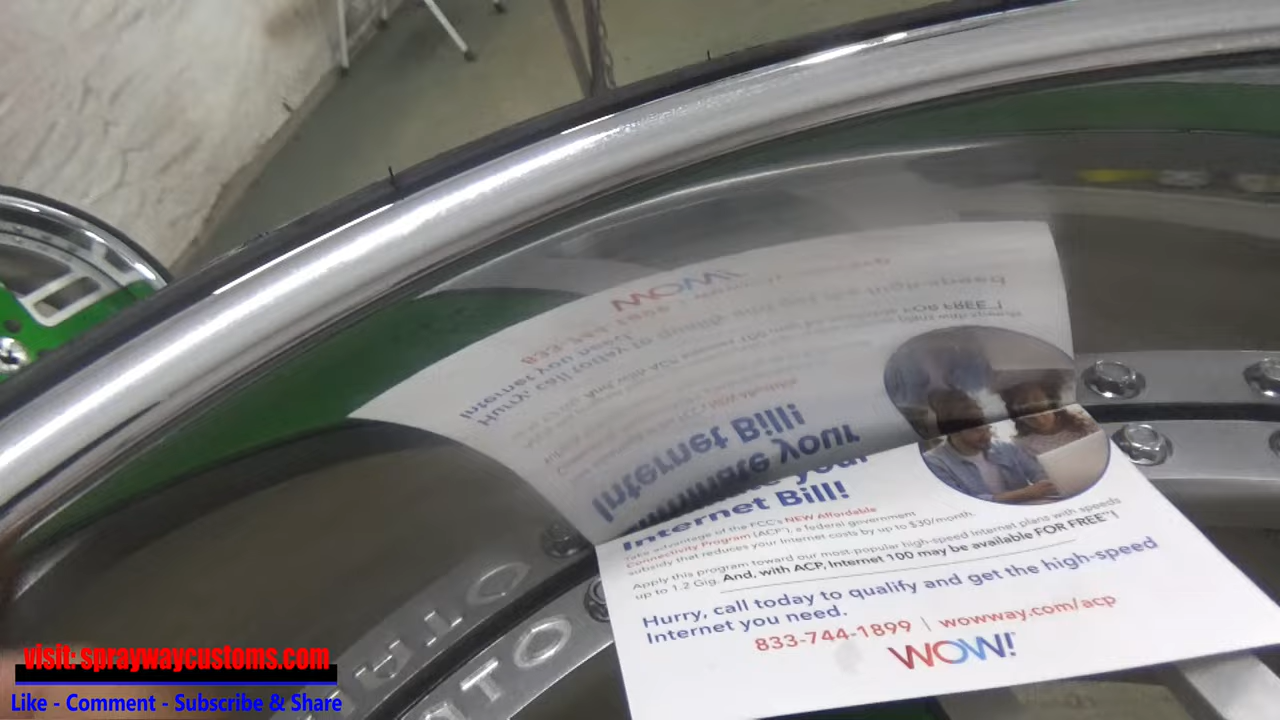 Internet Bill!
Take advantage of the FCC's NEW Affordable
Connectivity Program (ACP*), a federal government
subsidy that reduces your Internet costs by up to $30/month.
Apply this program toward our most-popular high-speed Internet plans with speeds
up to 1.2 Gig. And, with ACP, Internet 100 may be available FOR FREE**!
Hurry, call today to qualify and get the high-speed
Internet you need.
833-744-1899 | wowway.com/acp
WOW!
visit: spraywaycustoms.com
Like - Comment - Subscribe & Share